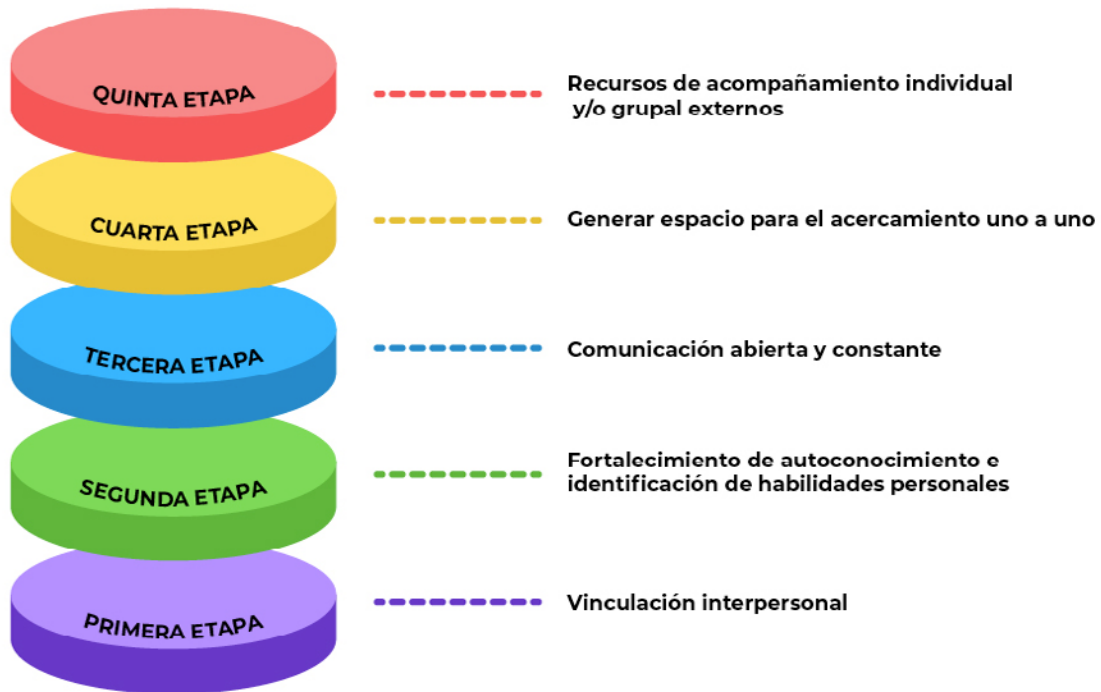 QUINTA ETAPA
Recursos de acompañamiento individual
y/o grupal externos
CUARTA ETAPA
Generar espacio para el acercamiento uno a uno
TERCERA ETAPA
Comunicación abierta y constante
SEGUNDA ETAPA
Fortalecimiento de autoconocimiento e
identificación de habilidades personales
PRIMERA ETAPA
Vinculación interpersonal